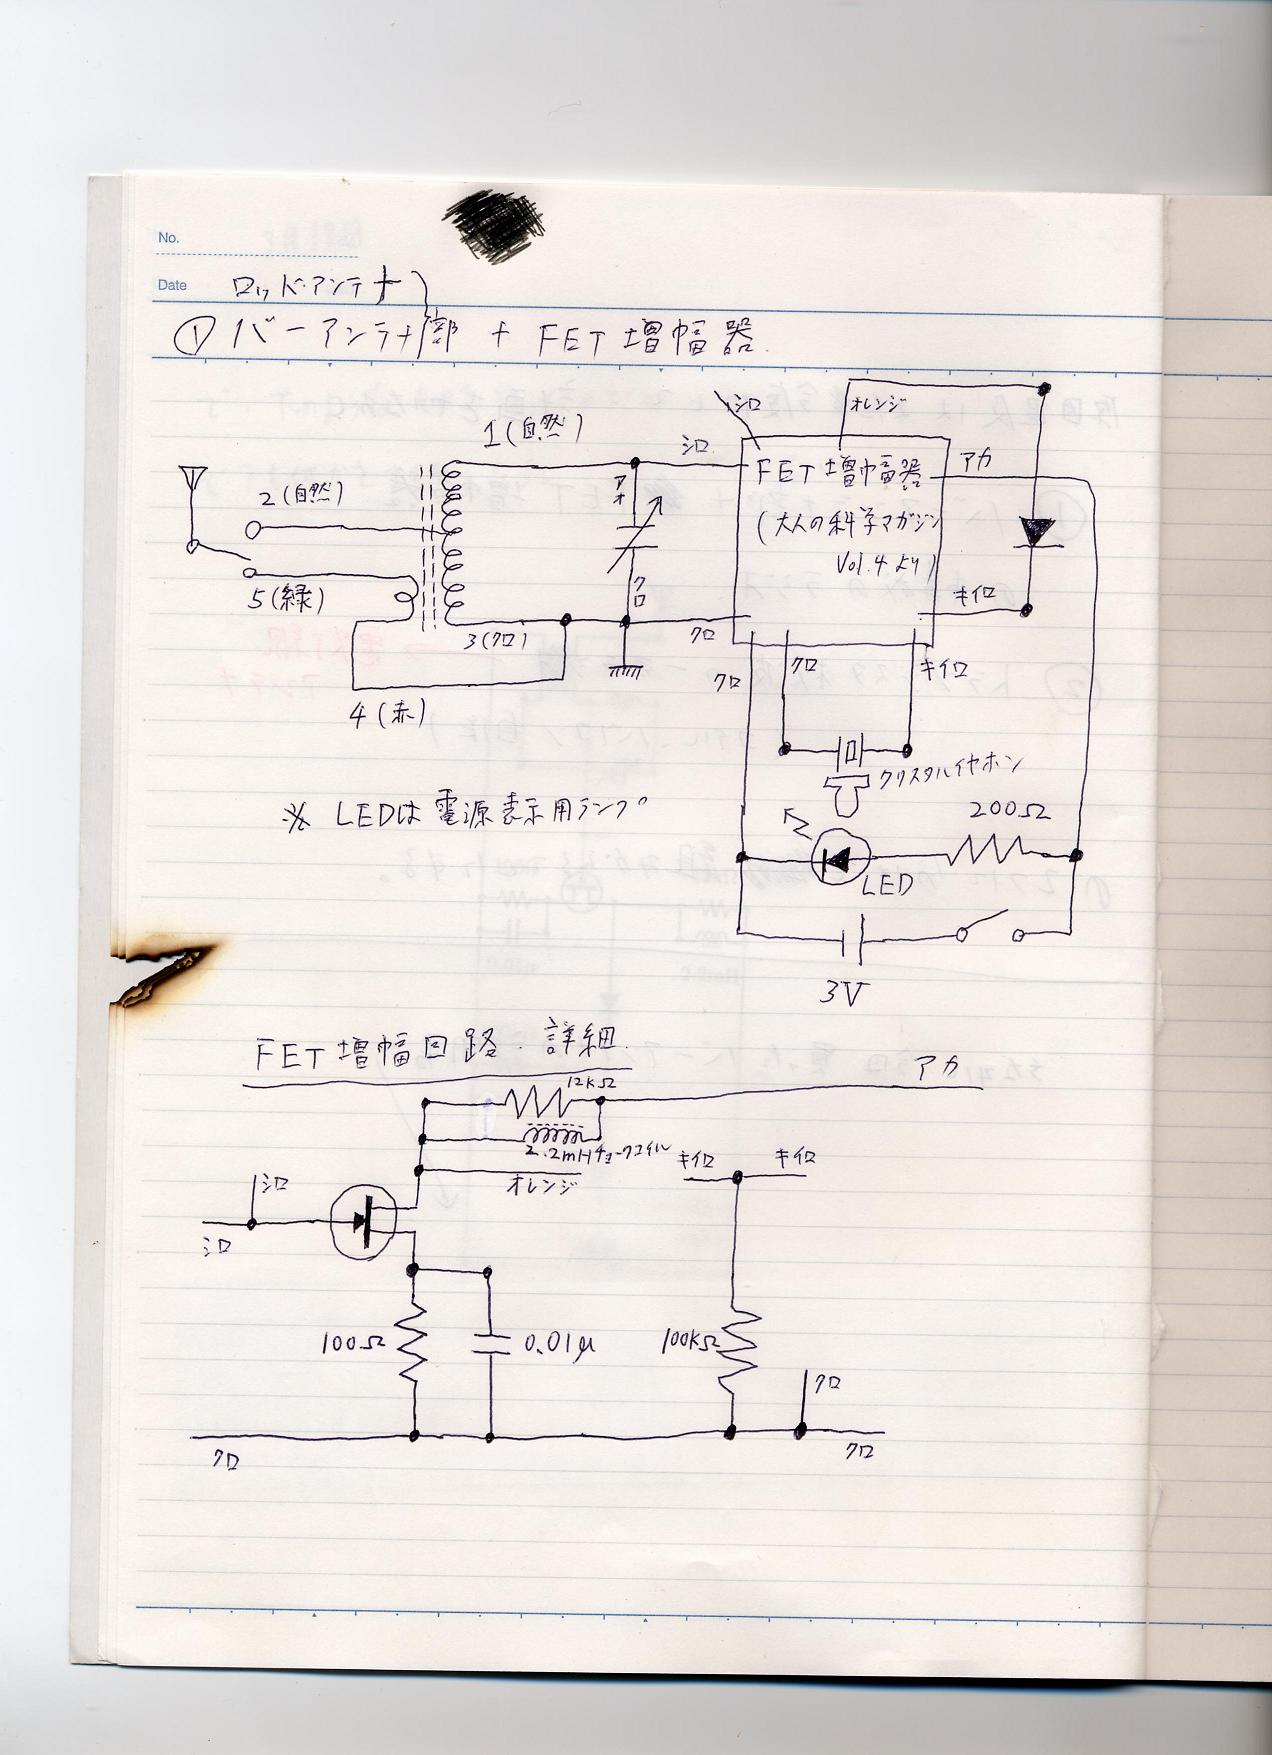 No.
Date ロッド・アンテナ
① バーアンテナ部 + FET増幅器
シロ
オレンジ
1(自然)
シロ
アカ
2(自然)
アオ
FET増幅器
(大人の科学マガジン
Vol.4より)
クロ
キイロ
5(緑)
3(クロ)
クロ
クロ
クロ
キイロ
4(赤)
クリスタルイヤホン
※ LEDは電源表示用ランプ
200Ω
LED
3V
FET増幅回路・詳細
アカ
12kΩ
2.2mHチョークコイル
キイロ
キイロ
オレンジ
シロ
シロ
100Ω
0.01μ
100kΩ
クロ
クロ
クロ